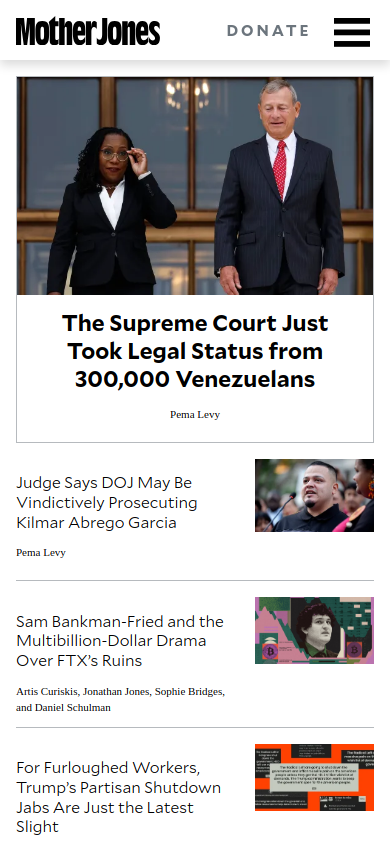 Mother Jones
DONATE
The Supreme Court Just
Took Legal Status from
300,000 Venezuelans
Pema Levy
Judge Says DOJ May Be
Vindictively Prosecuting
Kilmar Abrego Garcia
Pema Levy
Sam Bankman-Fried and the
Multibillion-Dollar Drama
Over FTX’s Ruins
Artis Curiskis, Jonathan Jones, Sophie Bridges,
and Daniel Schulman
For Furloughed Workers,
Trump’s Partisan Shutdown
Jabs Are Just the Latest
Slight